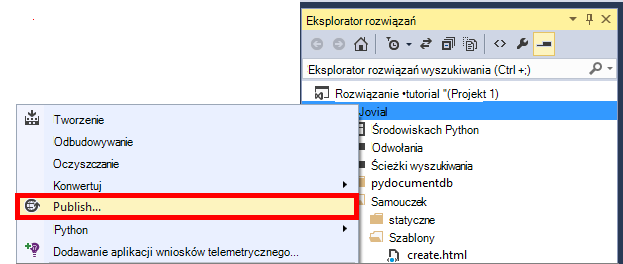 Eksplorator rozwiązań
Eksplorator rozwiązań wyszukiwania (Ctrl +;)
Rozwiązanie •tutorial "(Projekt 1)
Jovial
Środowiskach Python
Odwołania
Ścieżki wyszukiwania
pydocumentdb
Samouczek
statyczne
Szablony
create.html
Tworzenie
Odbudowywanie
Oczyszczanie
Konwertuj
Publish...
Python
Dodawanie aplikacji wniosków telemetrycznego...